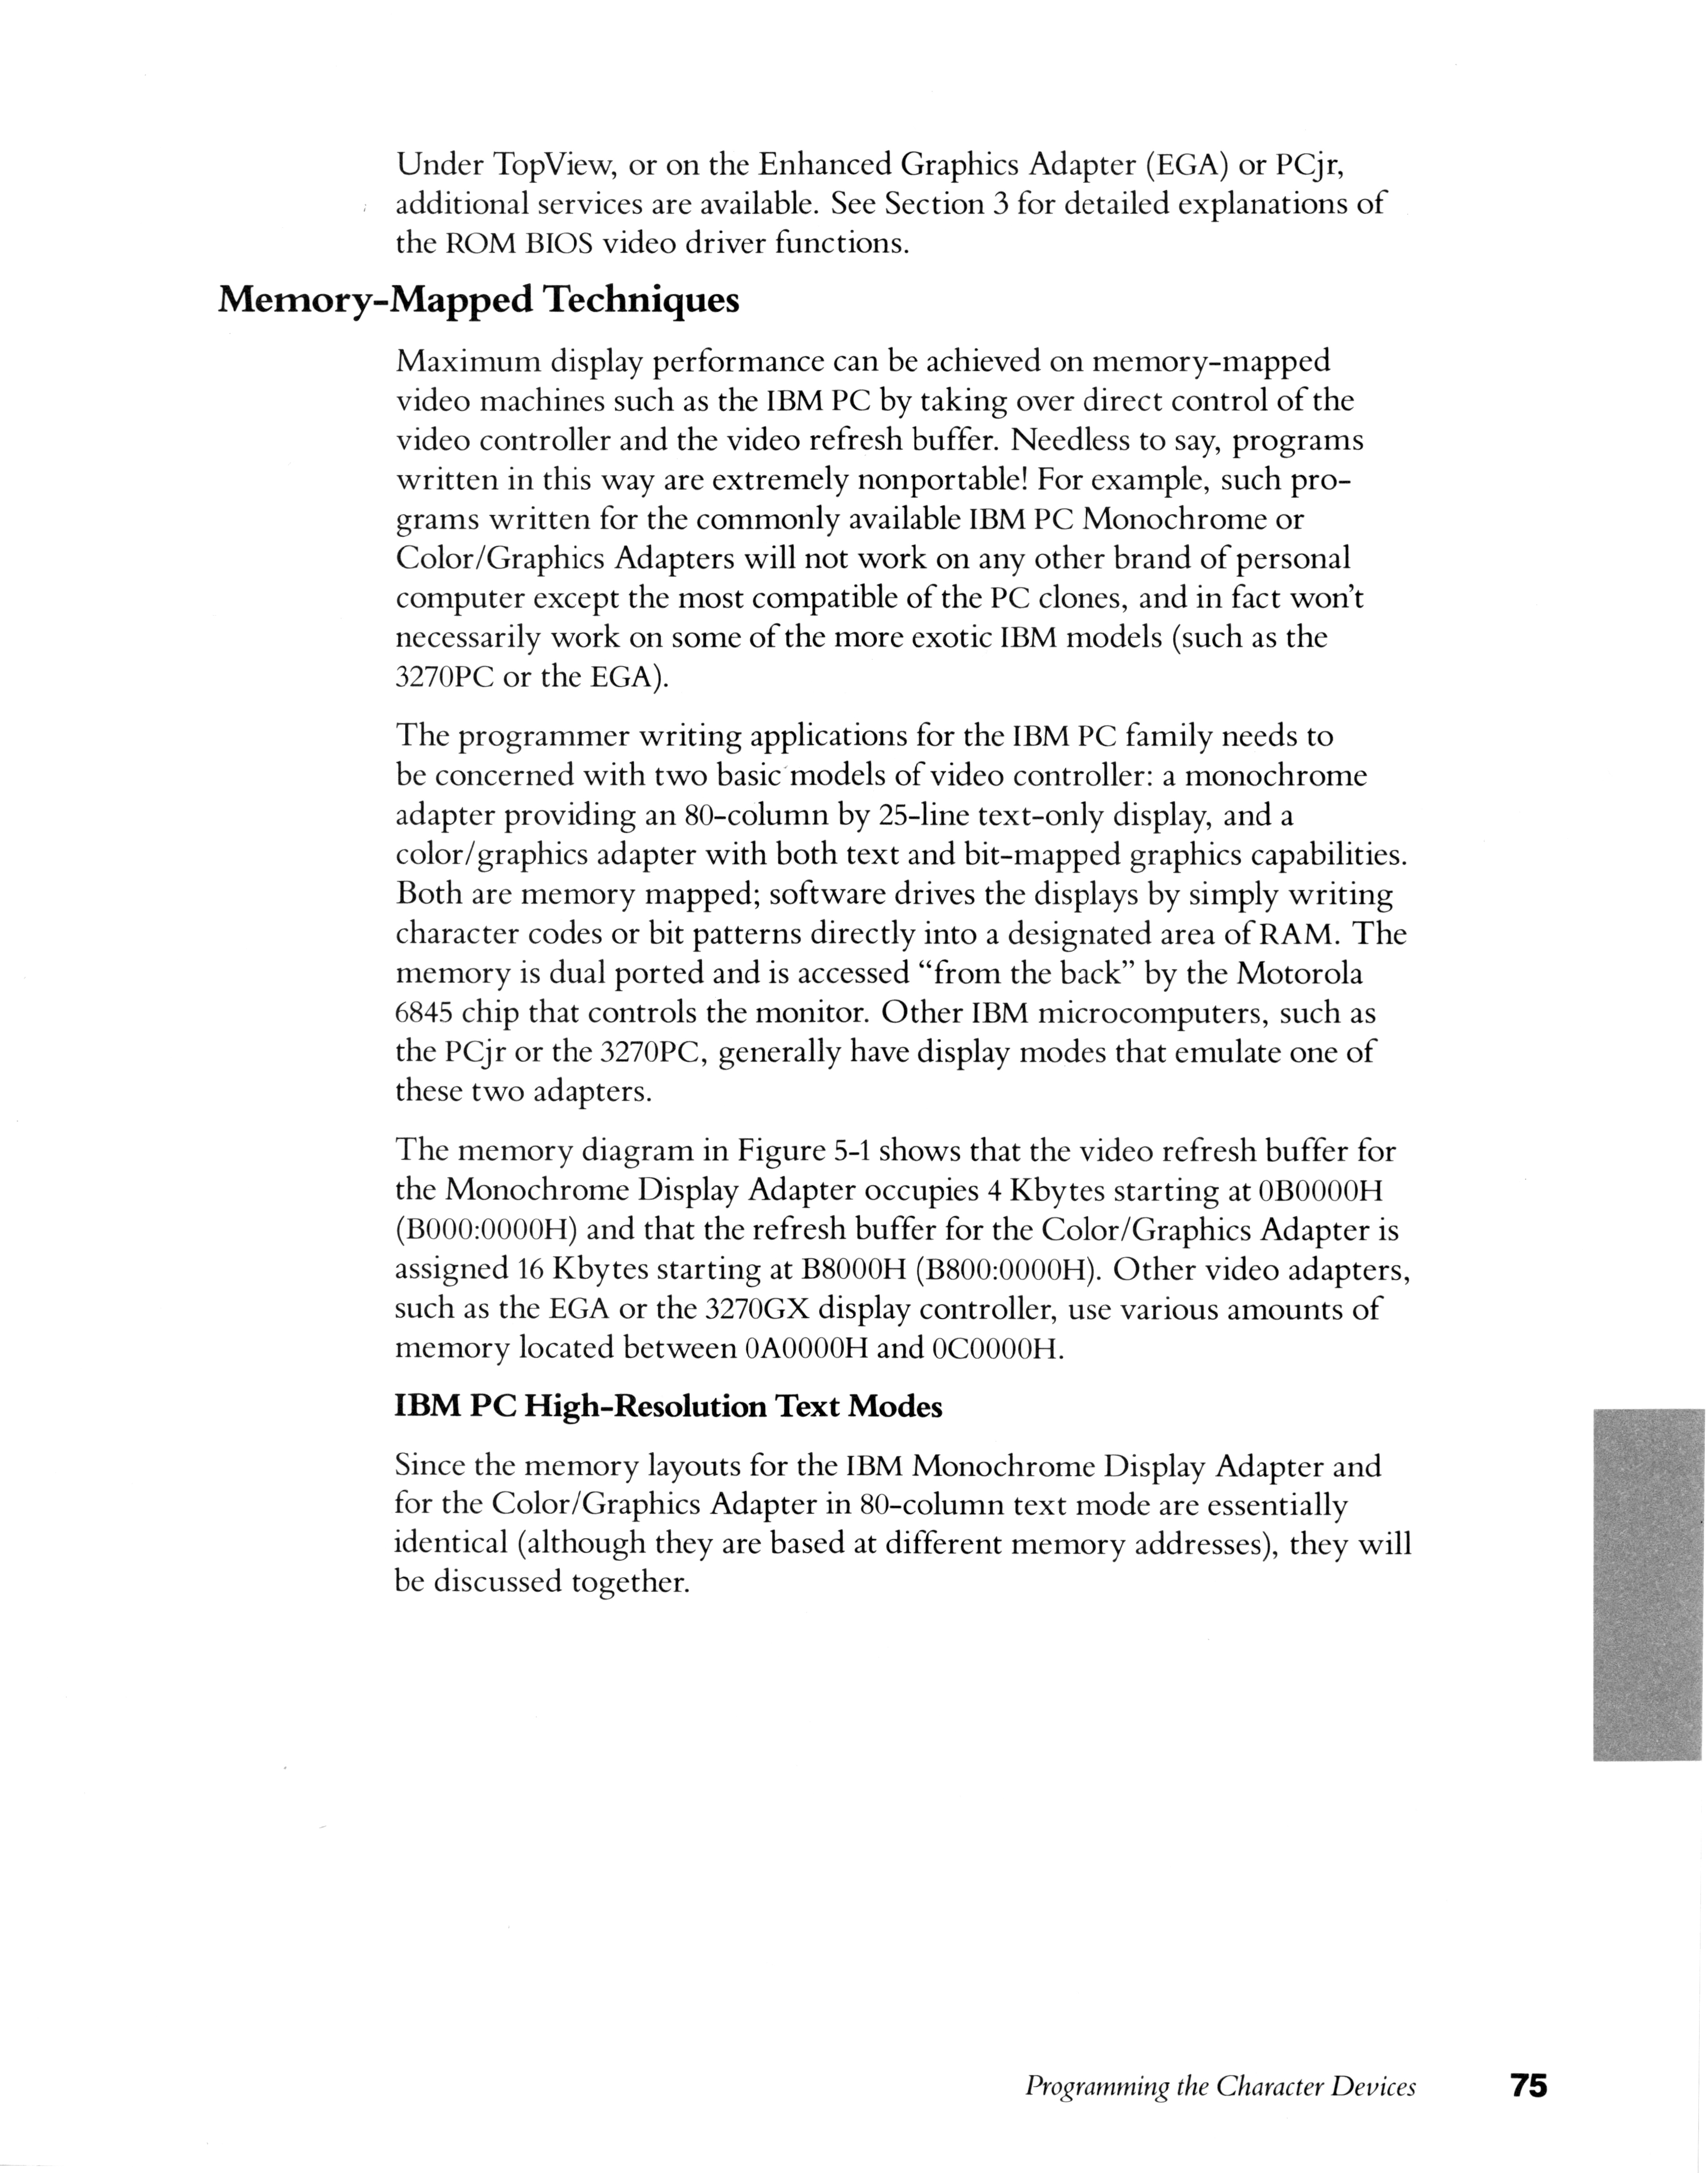 Under TopView, or on the Enhanced Graphics Adapter (EGA) or PCjr,
additional services are available. See Section 3 for detailed explanations of
the ROM BIOS video driver functions.
Memory-Mapped Techniques
Maximum display performance can be achieved on memory-mapped
video machines such as the IBM PC by taking over direct control of the
video controller and the video refresh buffer. Needless to say, programs
written in this way are extremely nonportable! For example, such pro-
grams written for the commonly available IBM PC Monochrome or
Color/Graphics Adapters will not work on any other brand of personal
computer except the most compatible of the PC clones, and in fact won't
necessarily work on some of the more exotic IBM models (such as the
3270PC or the EGA).
The programmer writing applications for the IBM PC family needs to
be concerned with two basic models of video controller: a monochrome
adapter providing an 80-column by 25-line text-only display, and a
color/graphics adapter with both text and bit-mapped graphics capabilities.
Both are memory mapped; software drives the displays by simply writing
character codes or bit patterns directly into a designated area of RAM. The
memory is dual ported and is accessed “from the back” by the Motorola
6845 chip that controls the monitor. Other IBM microcomputers, such as
the PCjr or the 3270PC, generally have display modes that emulate one of
these two adapters.
The memory diagram in Figure 5-1 shows that the video refresh buffer for
the Monochrome Display Adapter occupies 4 Kbytes starting at 0B0000H
(B000:0000H) and that the refresh buffer for the Color/Graphics Adapter is
assigned 16 Kbytes starting at B8000H (B800:0000H). Other video adapters,
such as the EGA or the 3270GX display controller, use various amounts of
memory located between 0A0000H and 0C0000H.
IBM PC High-Resolution Text Modes
Since the memory layouts for the IBM Monochrome Display Adapter and
for the Color/Graphics Adapter in 80-column text mode are essentially
identical (although they are based at different memory addresses), they will
be discussed together.
Programming the Character Devices 75